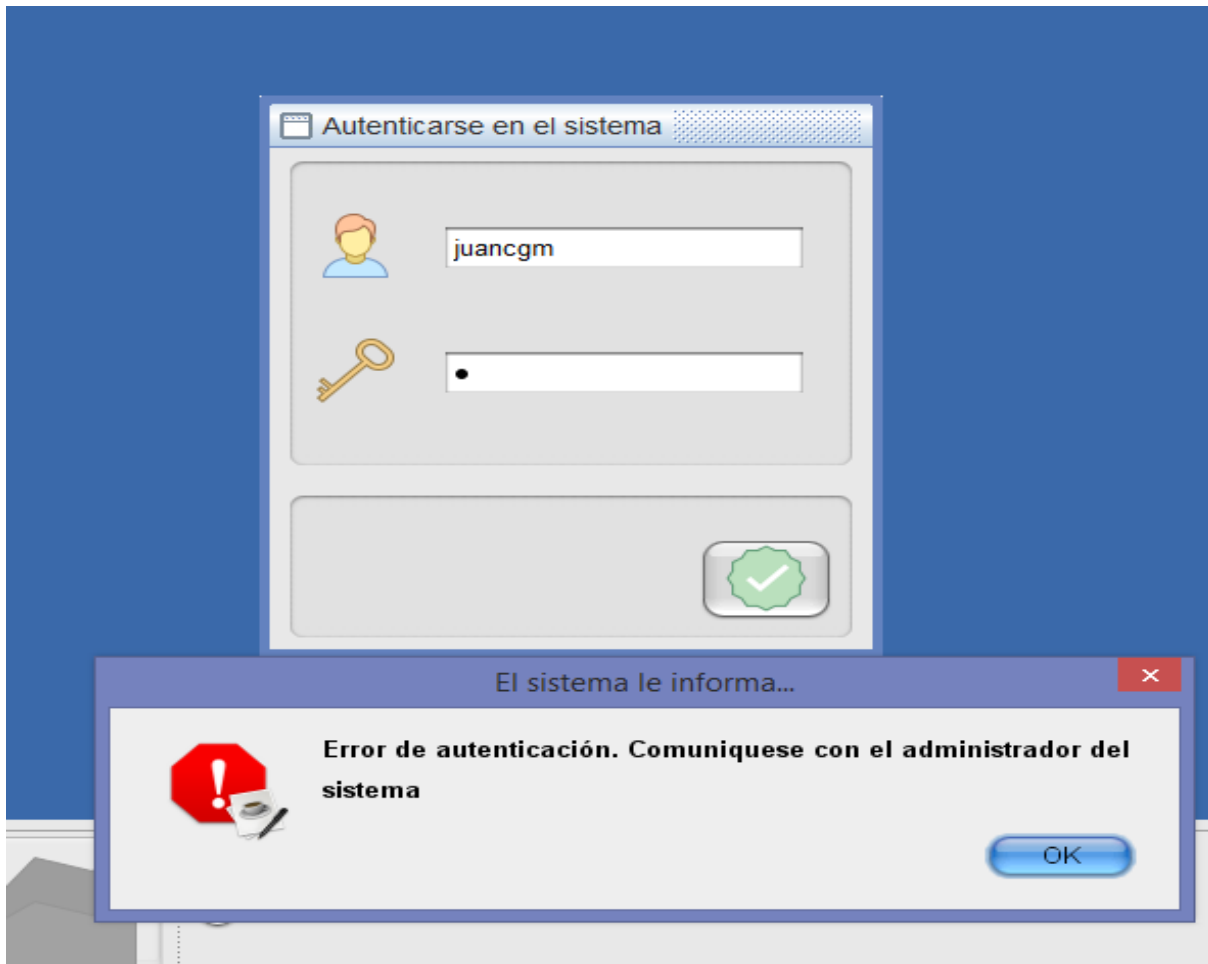 Autenticarse en el sistema
juancgm
El sistema le informa...
Error de autenticación. Comuniquese con el administrador del
sistema
OK